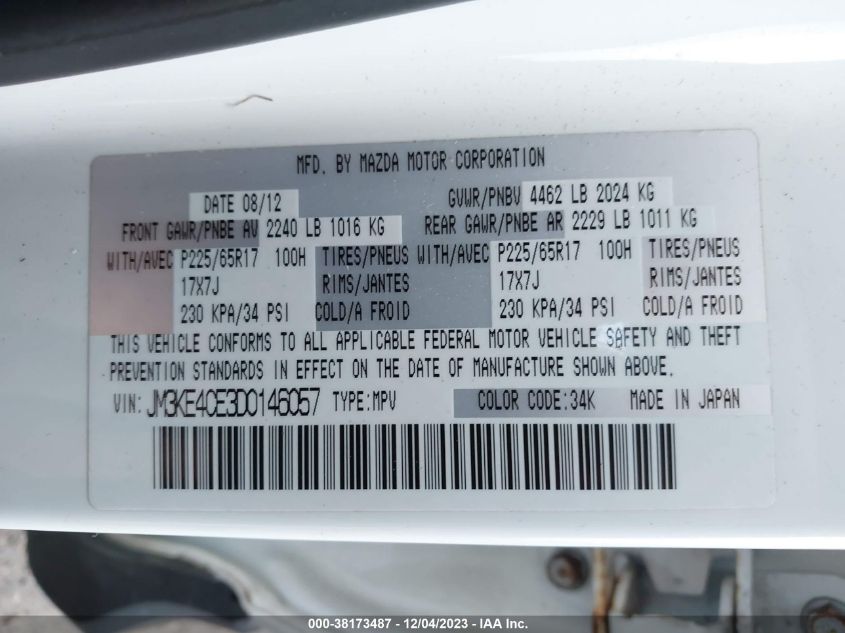 MFD. BY MAZDA MOTOR CORPORATION
DATE 08/12 GVWR/PNBV 4462 LB 2024 KG
FRONT GAWR/PNBE AV 2240 LB 1016 KG REAR GAWR/PNBE AR 2229 LB 1011 KG
WITH/AVEC P225/65R17 100H TIRES/PNEUS WITH/AVEC P225/65R17 100H TIRES/PNEUS
17X7J RIMS/JANTES 17X7J RIMS/JANTES
230 KPA/34 PSI COLD/A FROID 230 KPA/34 PSI COLD/A FROID
THIS VEHICLE CONFORMS TO ALL APPLICABLE FEDERAL MOTOR VEHICLE SAFETY AND THEFT
PREVENTION STANDARDS IN EFFECT ON THE DATE OF MANUFACTURE SHOWN ABOVE.
VIN: JM3KE4CE3D0146057 TYPE:MPV COLOR CODE:34K MADE IN JAPAN
000-38173487 - 12/04/2023 - IAA Inc.